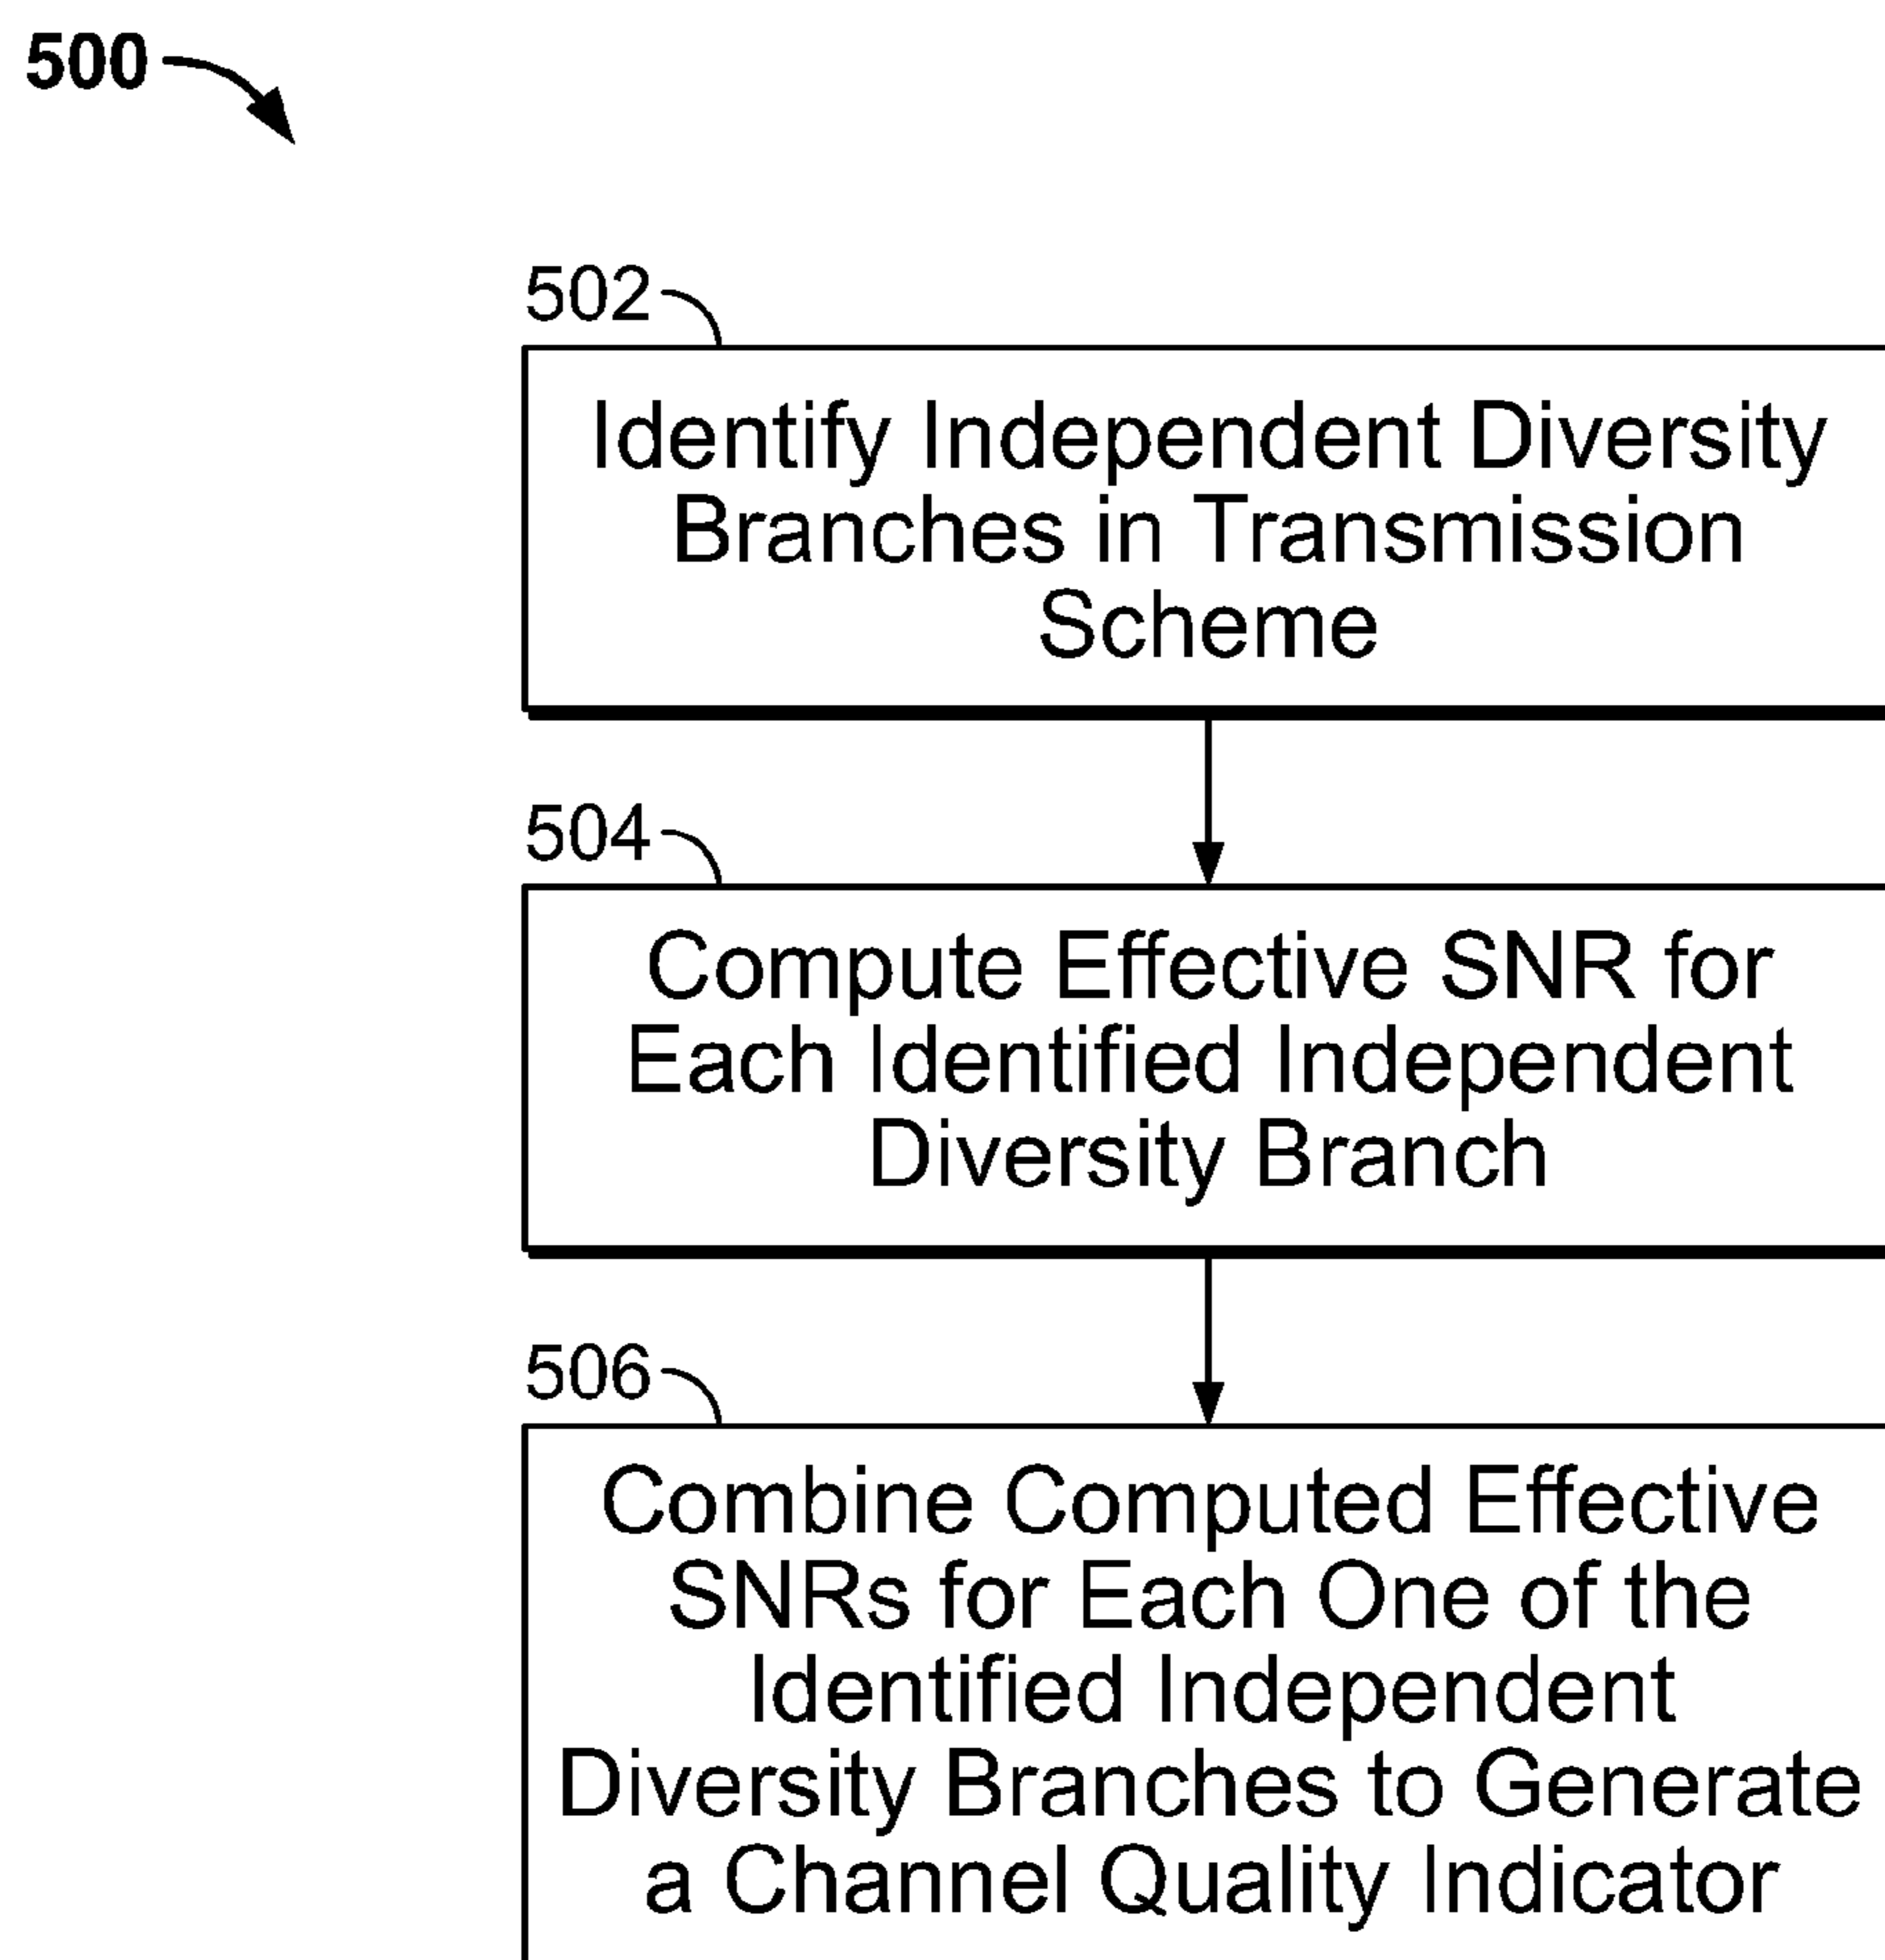 500
502
Identify Independent Diversity
Branches in Transmission
Scheme
504
Compute Effective SNR for
Each Identified Independent
Diversity Branch
506
Combine Computed Effective
SNRs for Each One of the
Identified Independent
Diversity Branches to Generate
a Channel Quality Indicator